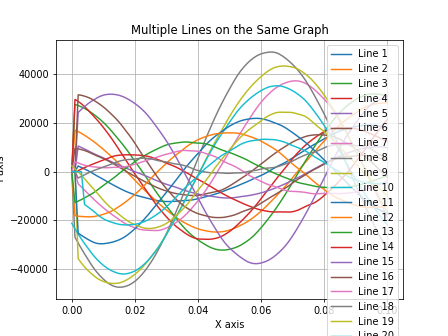 Multiple Lines on the Same Graph
40000
20000
0
−20000
−40000
0.00
0.02
0.04
0.06
X axis
Line 1
Line 2
Line 3
Line 4
Line 5
Line 6
Line 7
Line 8
Line 9
Line 10
Line 11
Line 12
Line 13
Line 14
Line 15
Line 16
Line 17
Line 18
Line 19
Line 20